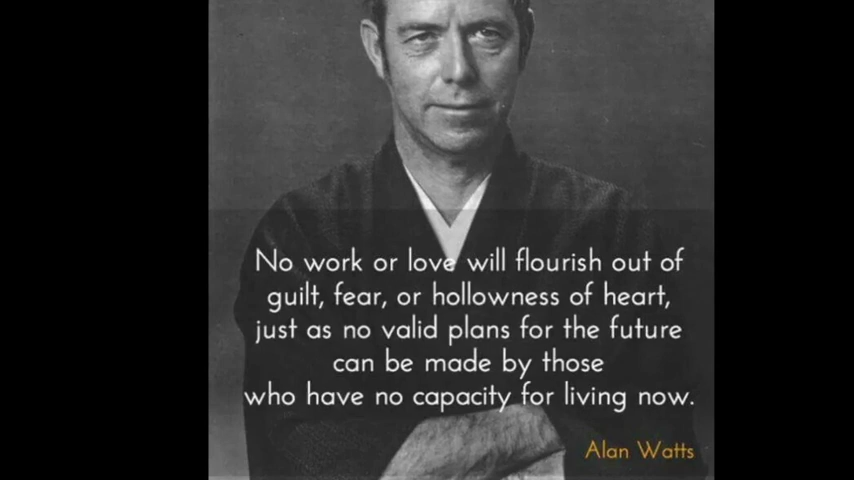 No work or love will flourish out of
guilt, fear, or hollowness of heart,
just as no valid plans for the future
can be made by those
who have no capacity for living now.
Alan Watts